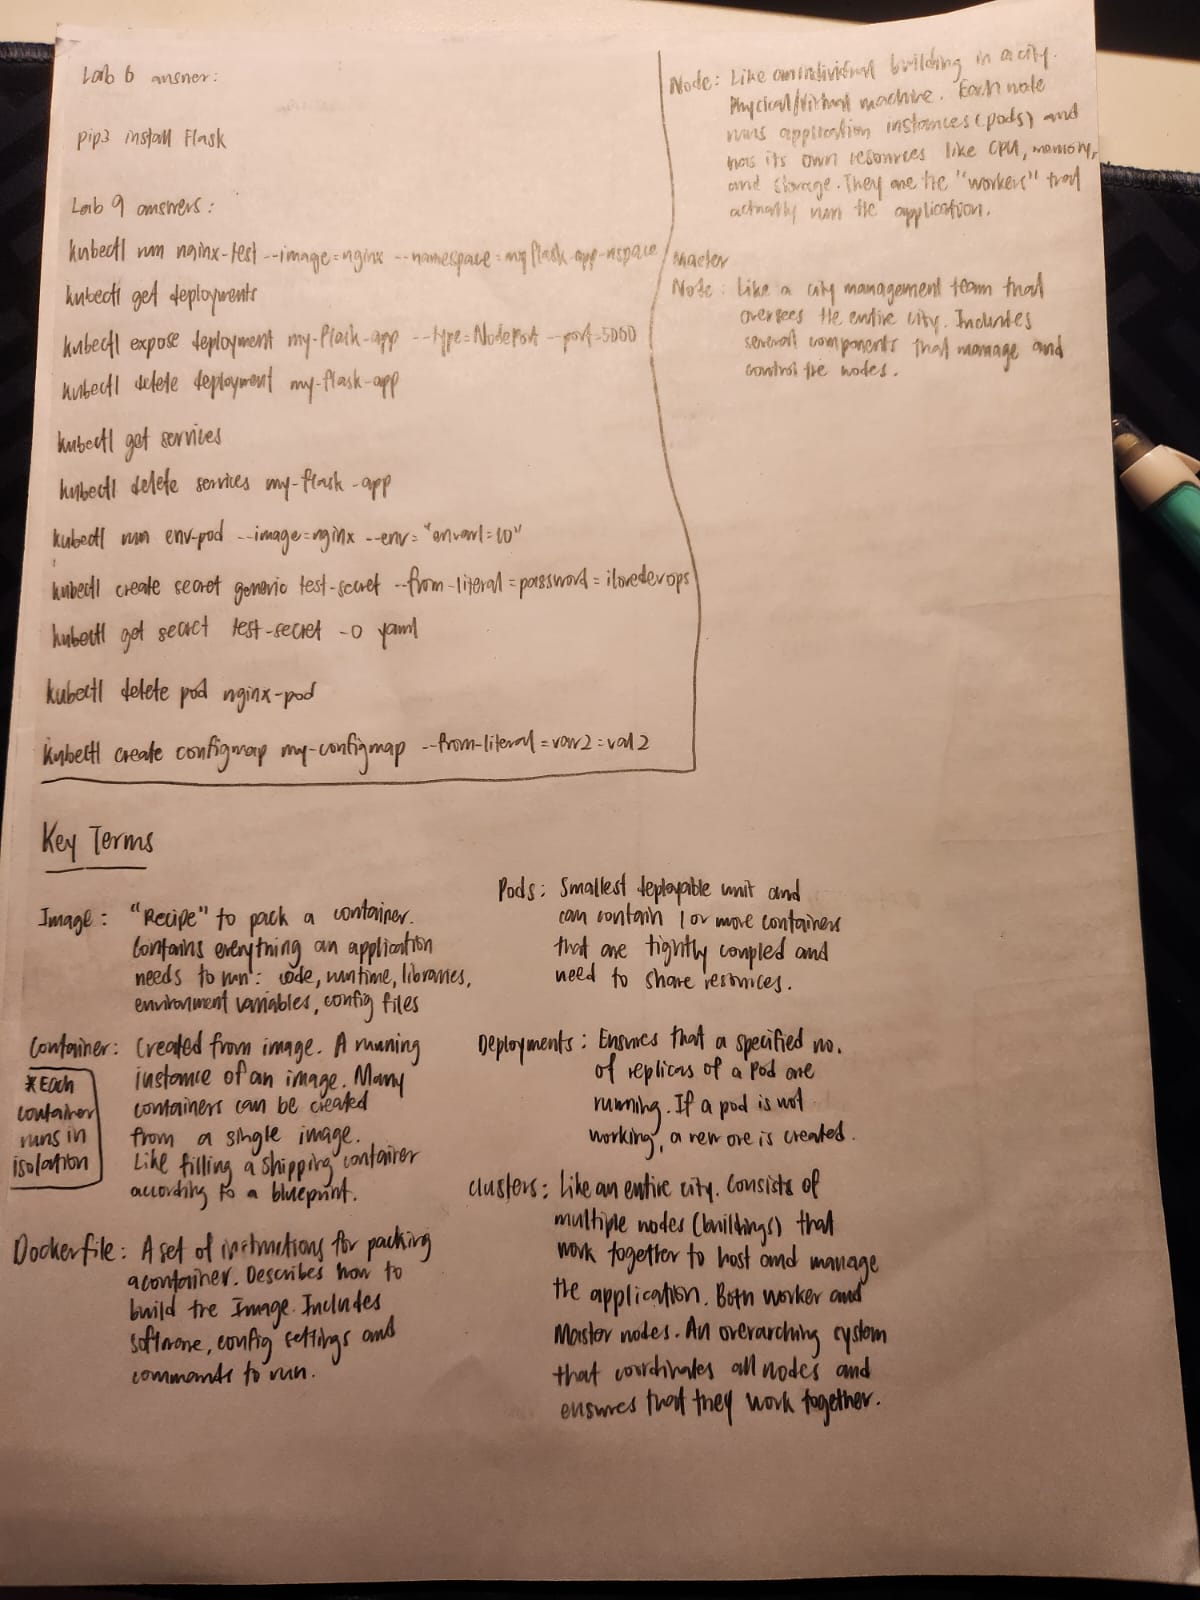 Lab 6 answer:
pip3 install Flask
Lab 9 answers:
kubectl run nginx-test --image=nginx --namespace=my-flask-app-nspace
kubectl get deployments
kubectl expose deployment my-flask-app --type=NodePort --port=5000
kubectl delete deployment my-flask-app
kubectl get services
kubectl delete services my-flask-app
kubectl run env-pod --image=nginx --env="envvar1=10"
kubectl create secret generic test-secret --from-literal=password=ilovedevops
kubectl get secret test-secret -o yaml
kubectl delete pod nginx-pod
kubectl create configmap my-configmap --from-literal=var2=val2
Node: Like an individual building in a city.
Physical/Virtual machine. Each node
runs application instances (pods) and
has its own resources like CPU, memory,
and storage. They are the "workers" that
actually run the application.
Master
Note: Like a city management team that
oversees the entire city. Includes
several components that manage and
control the nodes.
Key Terms
Image: "Recipe" to pack a container.
Contains everything an application
needs to run: code, runtime, libraries,
environment variables, config files
Container: Created from image. A running
instance of an image. Many
containers can be created
from a single image.
Like filling a shipping container
according to a blueprint.
*Each
container
runs in
isolation
Dockerfile: A set of instructions for packing
a container. Describes how to
build the Image. Includes
software, config settings and
commands to run.
Pods: Smallest deployable unit and
can contain 1 or more containers
that are tightly coupled and
need to share resources.
Deployments: Ensures that a specified no.
of replicas of a Pod are
running. If a pod is not
working, a new one is created.
Clusters: Like an entire city. Consists of
multiple nodes (buildings) that
work together to host and manage
the application. Both worker and
Master nodes. An overarching system
that coordinates all nodes and
ensures that they work together.